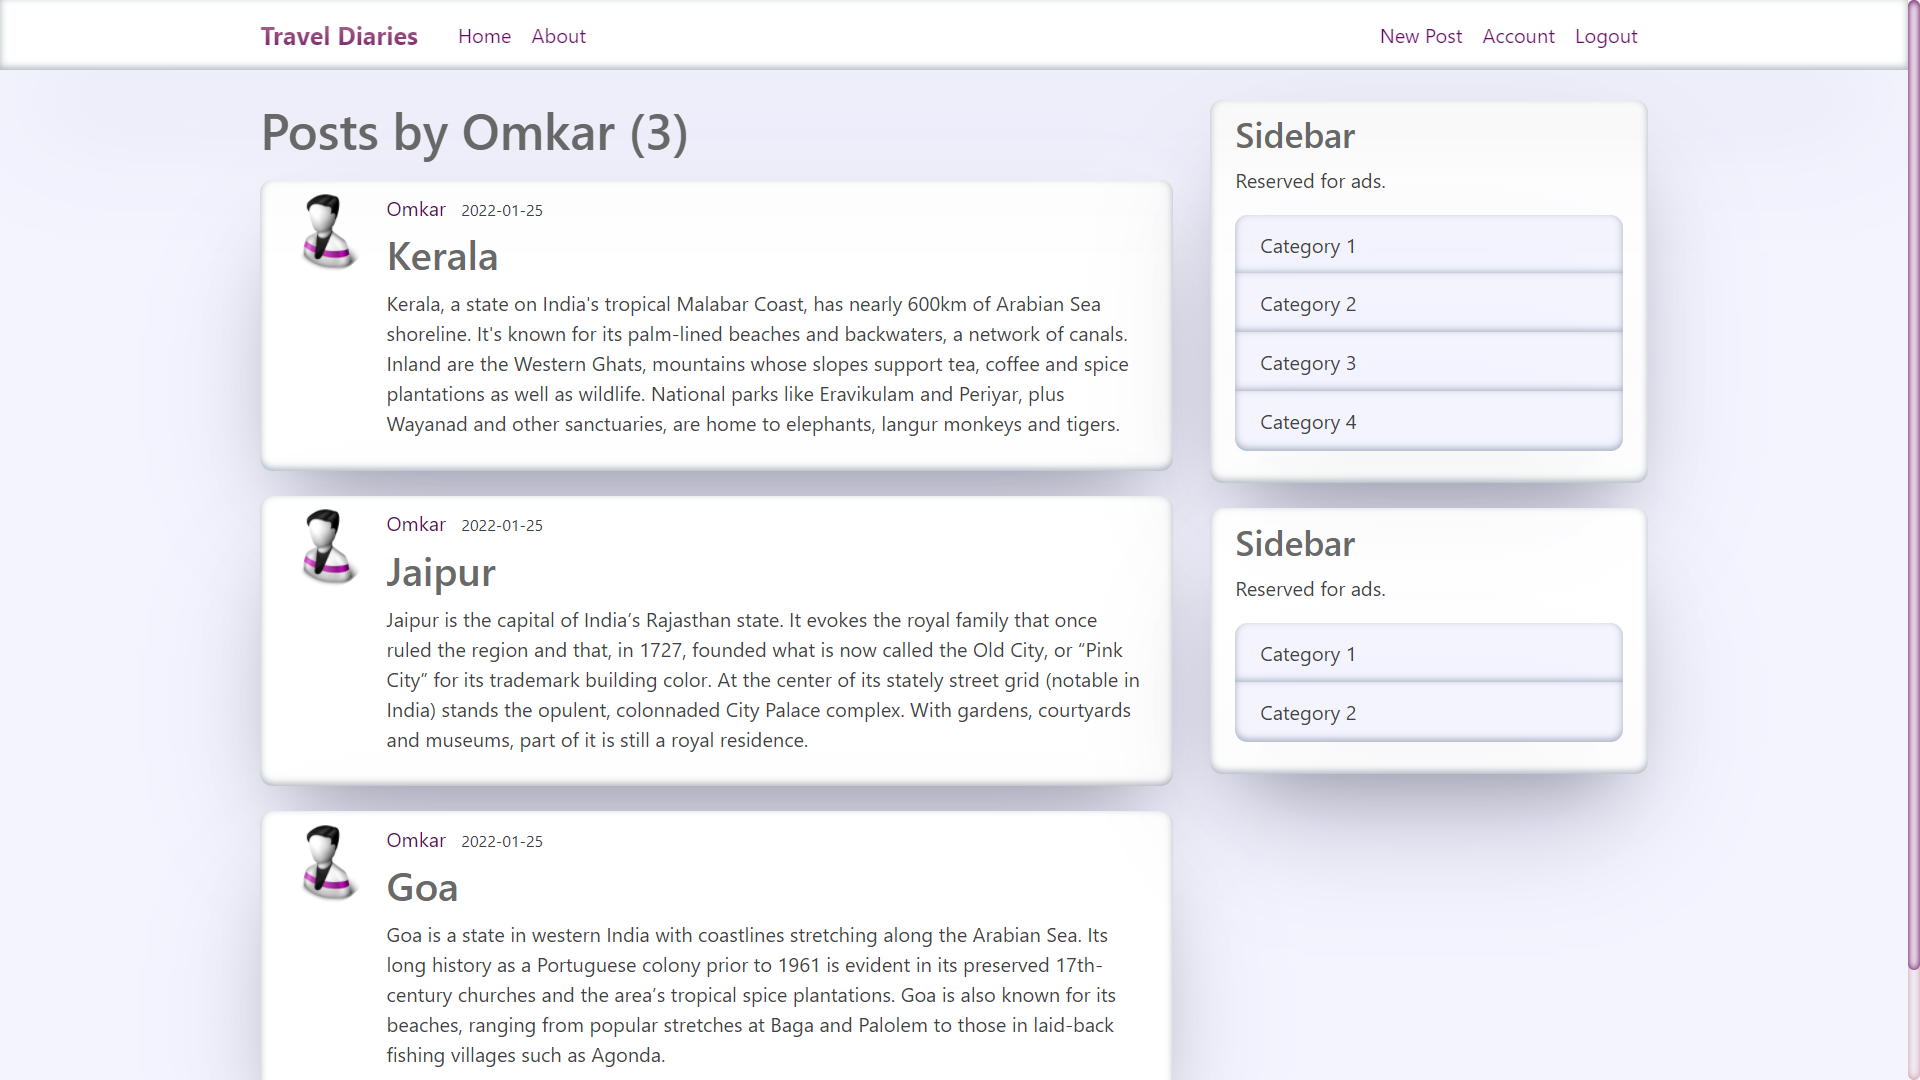 Travel Diaries Home About New Post Account Logout
Posts by Omkar (3)
Omkar 2022-01-25
Kerala
Kerala, a state on India's tropical Malabar Coast, has nearly 600km of Arabian Sea
shoreline. It's known for its palm-lined beaches and backwaters, a network of canals.
Inland are the Western Ghats, mountains whose slopes support tea, coffee and spice
plantations as well as wildlife. National parks like Eravikulam and Periyar, plus
Wayanad and other sanctuaries, are home to elephants, langur monkeys and tigers.
Omkar 2022-01-25
Jaipur
Jaipur is the capital of India’s Rajasthan state. It evokes the royal family that once
ruled the region and that, in 1727, founded what is now called the Old City, or “Pink
City” for its trademark building color. At the center of its stately street grid (notable in
India) stands the opulent, colonnaded City Palace complex. With gardens, courtyards
and museums, part of it is still a royal residence.
Omkar 2022-01-25
Goa
Goa is a state in western India with coastlines stretching along the Arabian Sea. Its
long history as a Portuguese colony prior to 1961 is evident in its preserved 17th-
century churches and the area’s tropical spice plantations. Goa is also known for its
beaches, ranging from popular stretches at Baga and Palolem to those in laid-back
fishing villages such as Agonda.
Sidebar
Reserved for ads.
Category 1
Category 2
Category 3
Category 4
Sidebar
Reserved for ads.
Category 1
Category 2